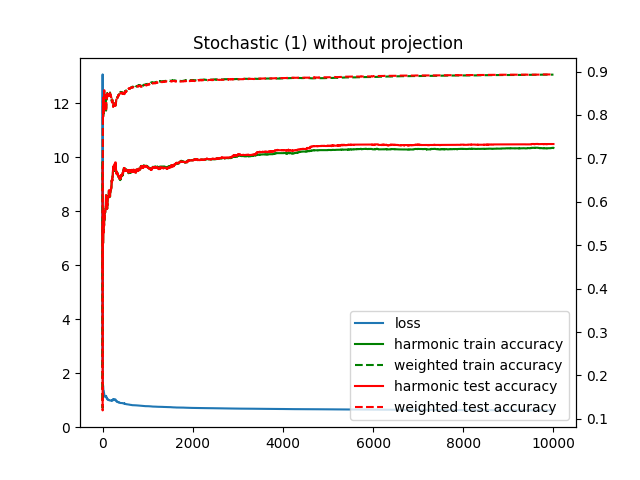 Stochastic (1) without projection
12
10
8
6
4
2
0
0.9
0.8
0.7
0.6
0.5
0.4
0.3
0.2
0.1
loss
harmonic train accuracy
weighted train accuracy
harmonic test accuracy
weighted test accuracy
0 2000 4000 6000 8000 10000